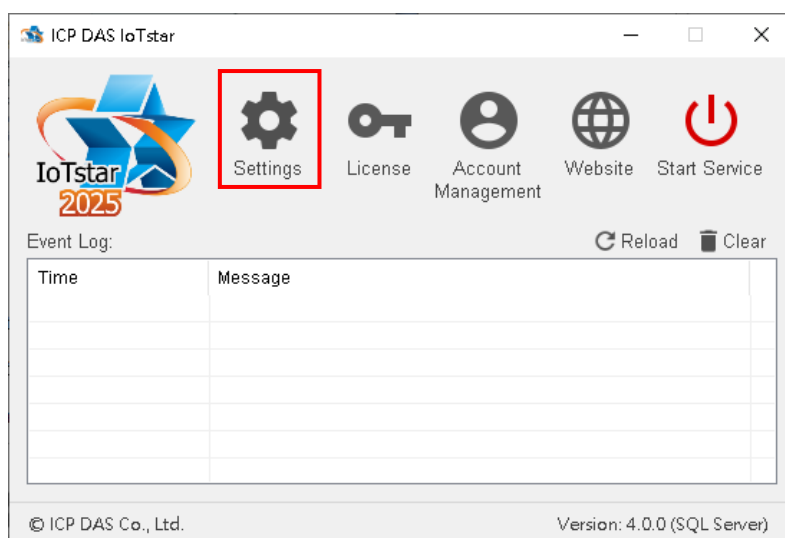 ICP DAS IoTstar
IoTstar
2025
Settings
License
Account
Management
Website
Start Service
Event Log:
Reload
Clear
Time
Message
© ICP DAS Co., Ltd.
Version: 4.0.0 (SQL Server)